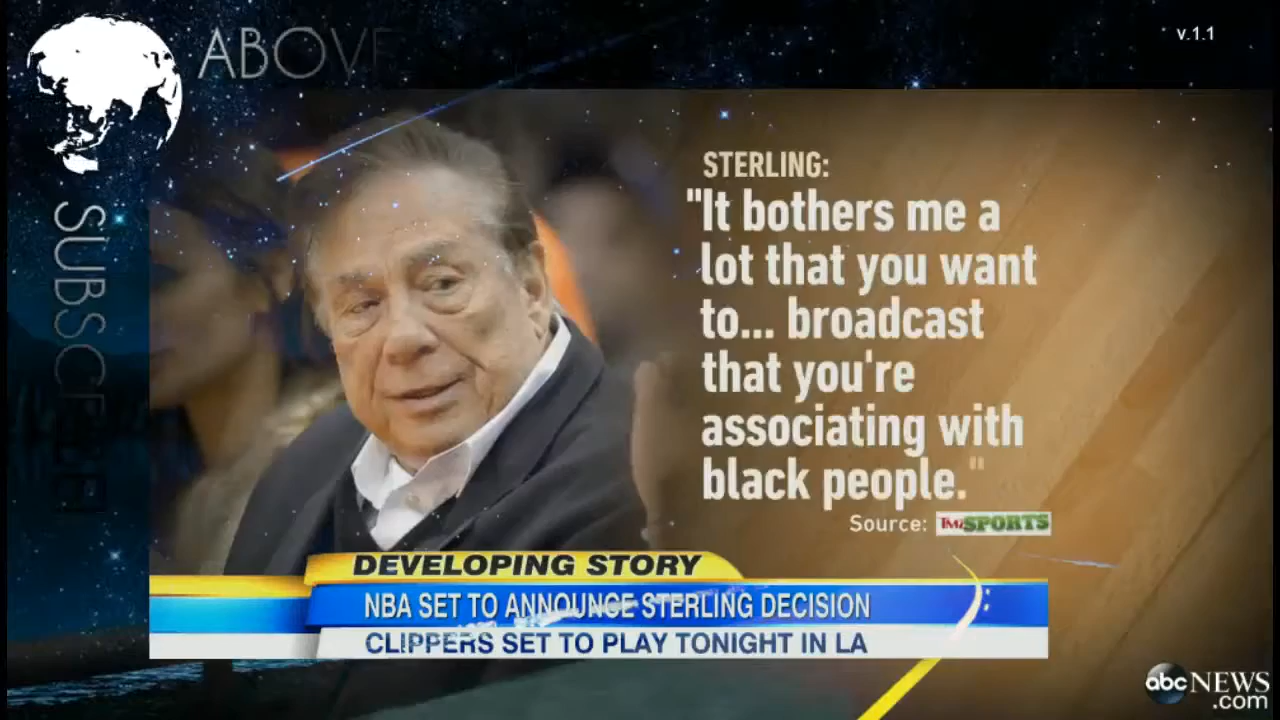 ABOVE
v.1.1
SUBSCR
STERLING:
"It bothers me a
lot that you want
to... broadcast
that you're
associating with
black people."
Source: TMZ SPORTS
DEVELOPING STORY
NBA SET TO ANNOUNCE STERLING DECISION
CLIPPERS SET TO PLAY TONIGHT IN LA
abc NEWS
.com